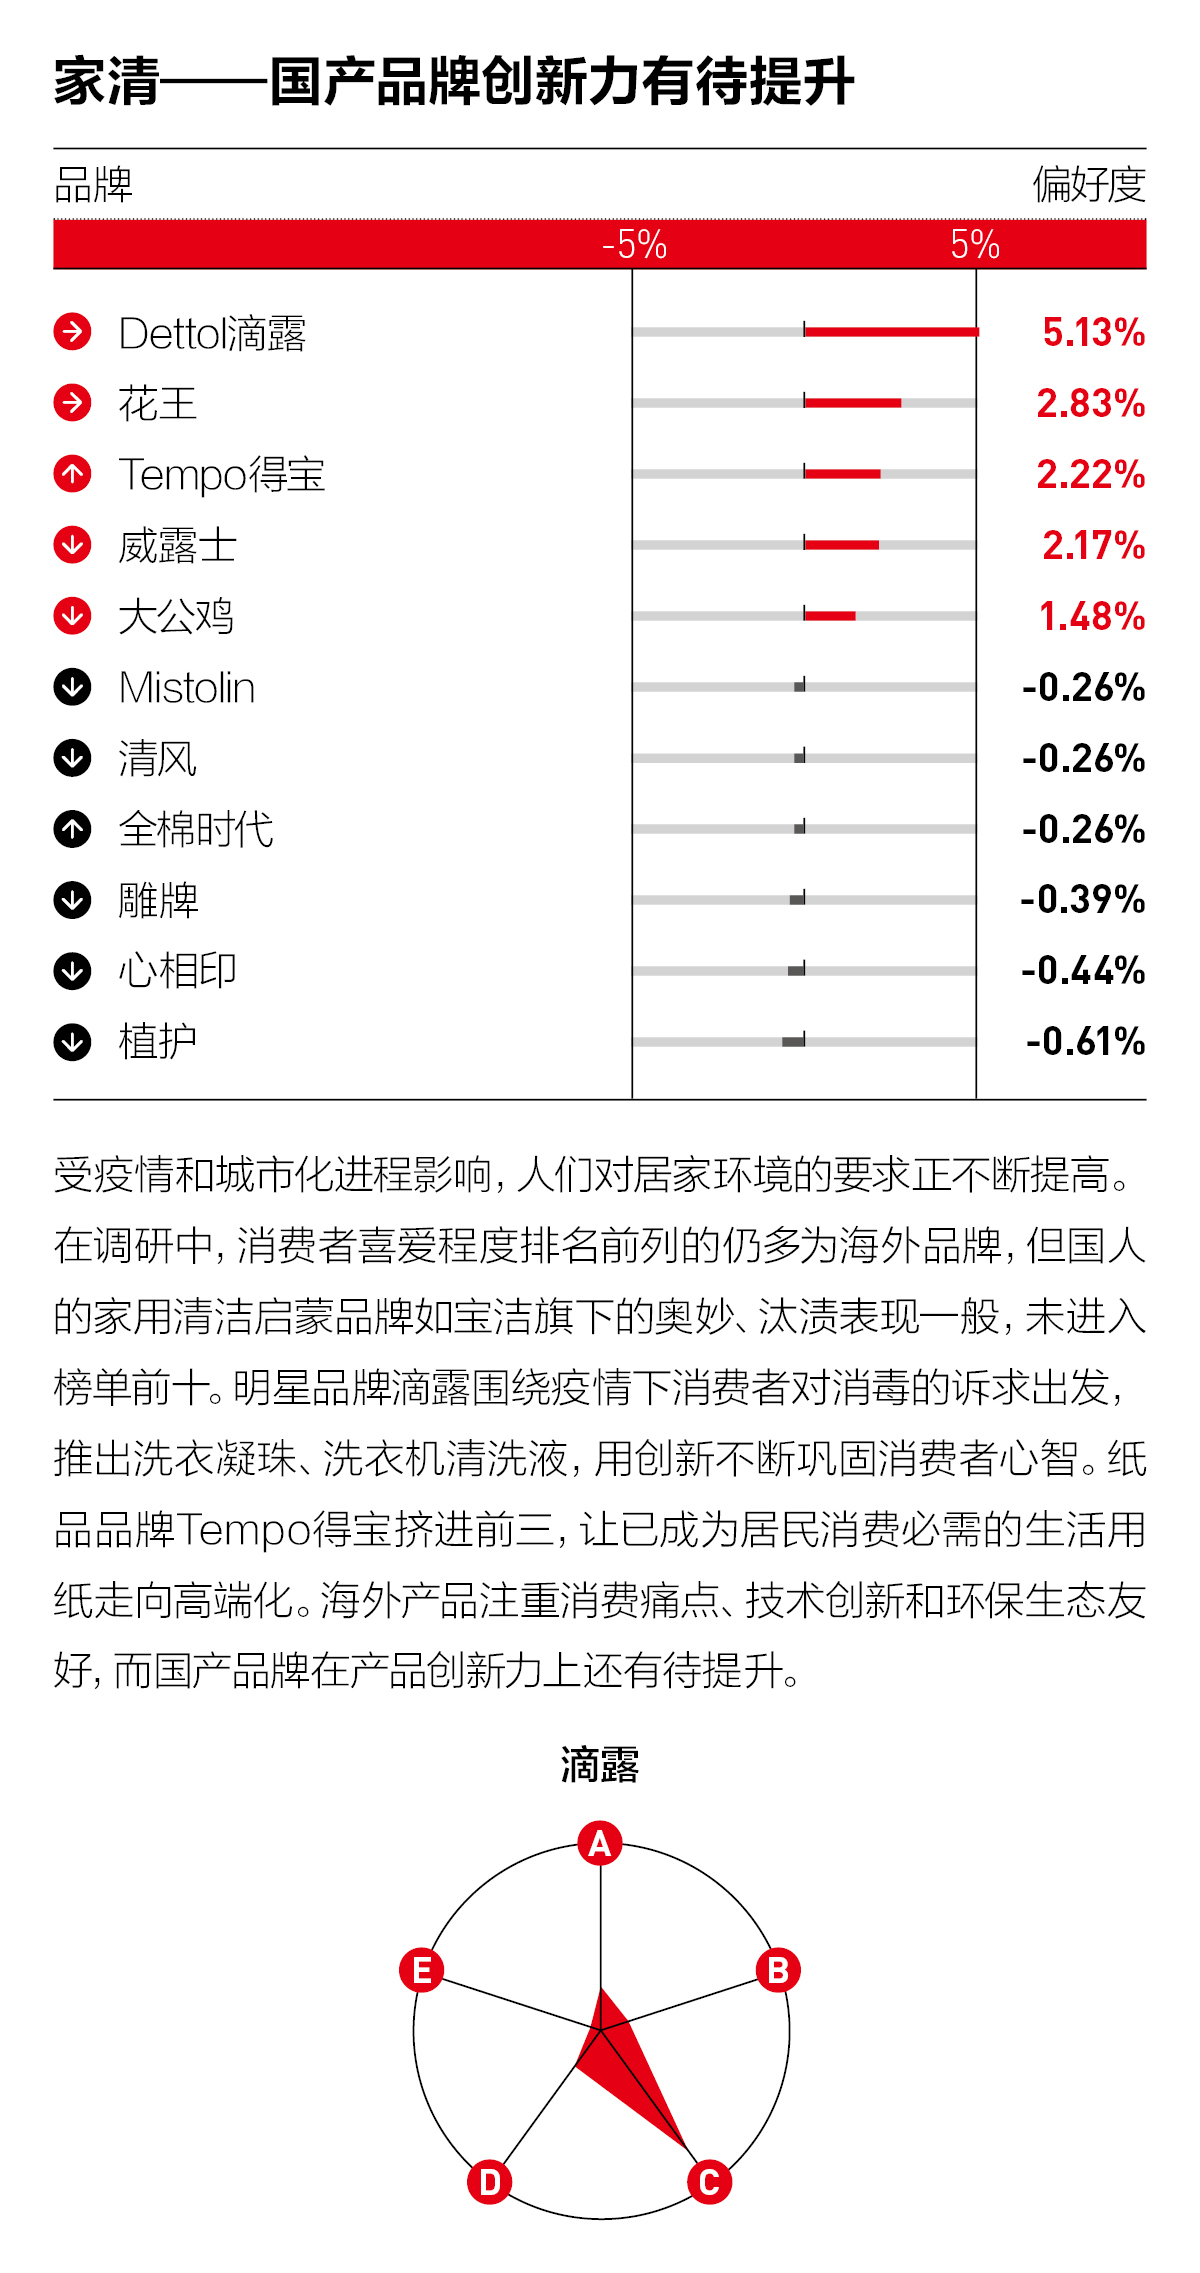 家清——国产品牌创新力有待提升
品牌 偏好度
-5% 5%
Dettol滴露 5.13%
花王 2.83%
Tempo得宝 2.22%
威露士 2.17%
大公鸡 1.48%
Mistolin -0.26%
清风 -0.26%
全棉时代 -0.26%
雕牌 -0.39%
心相印 -0.44%
植护 -0.61%
受疫情和城市化进程影响，人们对居家环境的要求正不断提高。
在调研中，消费者喜爱程度排名前列的仍多为海外品牌，但国人
的家用清洁启蒙品牌如宝洁旗下的奥妙、汰渍表现一般，未进入
榜单前十。明星品牌滴露围绕疫情下消费者对消毒的诉求出发，
推出洗衣凝珠、洗衣机清洗液，用创新不断巩固消费者心智。纸
品品牌Tempo得宝挤进前三，让已成为居民消费必需的生活用
纸走向高端化。海外产品注重消费痛点、技术创新和环保生态友
好，而国产品牌在产品创新力上还有待提升。
滴露
A
E B
D C